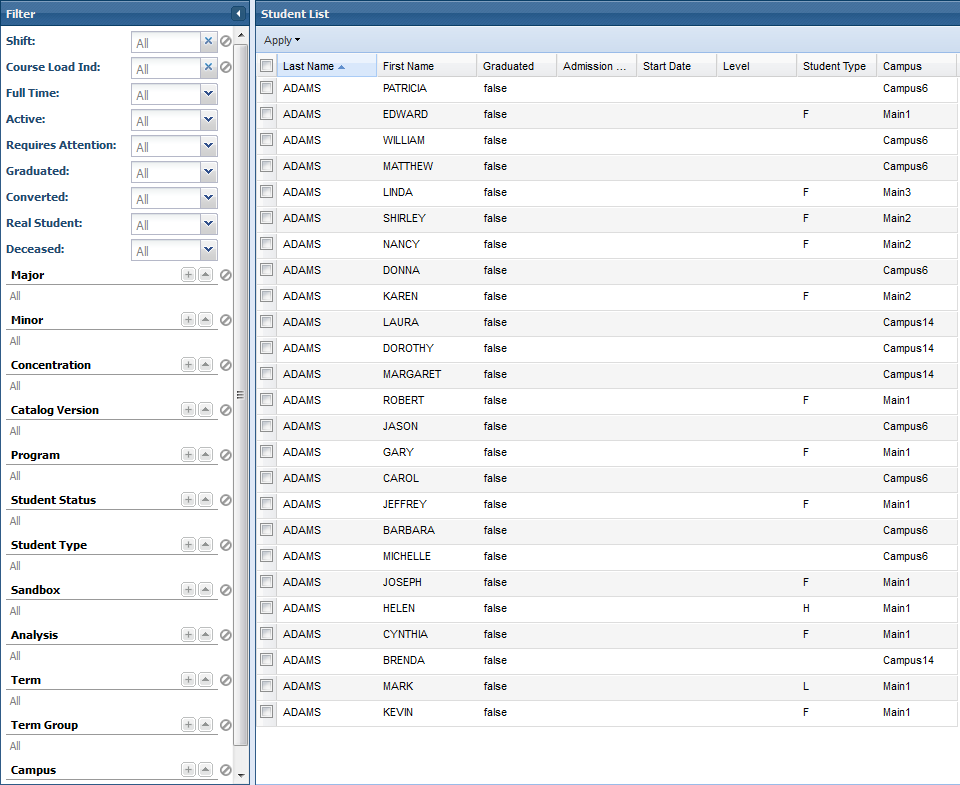 Filter
Shift: All
Course Load Ind: All
Full Time: All
Active: All
Requires Attention: All
Graduated: All
Converted: All
Real Student: All
Deceased: All
Major
All
Minor
All
Concentration
All
Catalog Version
All
Program
All
Student Status
All
Student Type
All
Sandbox
All
Analysis
All
Term
All
Term Group
All
Campus
Student List
Apply
Last Name First Name Graduated Admission ... Start Date Level Student Type Campus
ADAMS PATRICIA false Campus6
ADAMS EDWARD false F Main1
ADAMS WILLIAM false Campus6
ADAMS MATTHEW false Campus6
ADAMS LINDA false F Main3
ADAMS SHIRLEY false F Main2
ADAMS NANCY false F Main2
ADAMS DONNA false Campus6
ADAMS KAREN false F Main2
ADAMS LAURA false Campus14
ADAMS DOROTHY false Campus14
ADAMS MARGARET false Campus14
ADAMS ROBERT false F Main1
ADAMS JASON false Campus6
ADAMS GARY false F Main1
ADAMS CAROL false Campus6
ADAMS JEFFREY false F Main1
ADAMS BARBARA false Campus6
ADAMS MICHELLE false Campus6
ADAMS JOSEPH false F Main1
ADAMS HELEN false H Main1
ADAMS CYNTHIA false F Main1
ADAMS BRENDA false Campus14
ADAMS MARK false L Main1
ADAMS KEVIN false F Main1